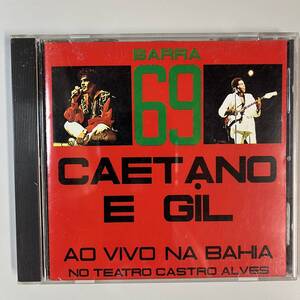 BARRA
69
CAETANO
E GIL
AO VIVO NA BAHIA
NO TEATRO CASTRO ALVES